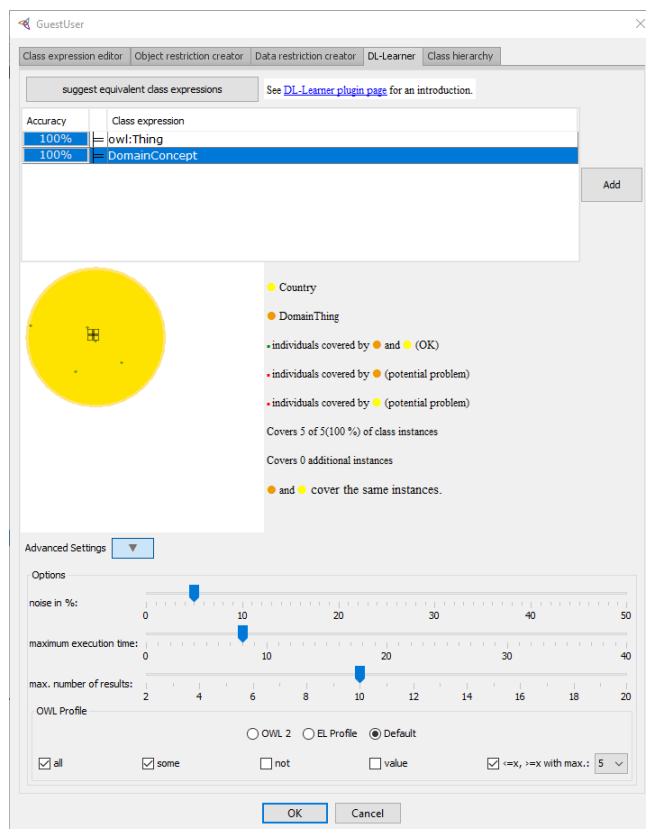 GuestUser
Class expression editor Object restriction creator Data restriction creator DL-Learner Class hierarchy
suggest equivalent class expressions See DL-Learner plugin page for an introduction.
Accuracy Class expression
100% owl:Thing
100% DomainConcept
Add
Country
DomainThing
individuals covered by and (OK)
individuals covered by (potential problem)
individuals covered by (potential problem)
Covers 5 of 5(100 %) of class instances
Covers 0 additional instances
and cover the same instances.
Advanced Settings ▼
Options
noise in %:
0 10 20 30 40 50
maximum execution time:
0 10 20 30 40
max. number of results:
2 4 6 8 10 12 14 16 18 20
OWL Profile
OWL 2 EL Profile Default
all some not value <=x, >=x with max.: 5
OK Cancel